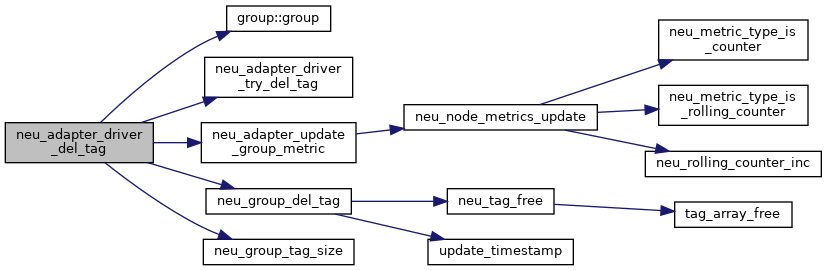 neu_adapter_driver
_del_tag
group::group
neu_adapter_driver
_try_del_tag
neu_adapter_update
_group_metric
neu_group_del_tag
neu_group_tag_size
neu_node_metrics_update
neu_tag_free
update_timestamp
neu_metric_type_is
_counter
neu_metric_type_is
_rolling_counter
neu_rolling_counter_inc
tag_array_free